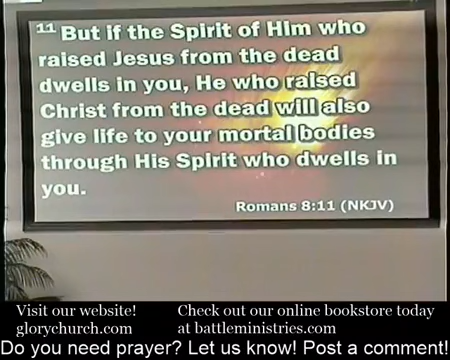 11 But if the Spirit of Him who
raised Jesus from the dead
dwells in you, He who raised
Christ from the dead will also
give life to your mortal bodies
through His Spirit who dwells in
you.
Romans 8:11 (NKJV)
Visit our website! Check out our online bookstore today
glorychurch.com at battleministries.com
Do you need prayer? Let us know! Post a comment!